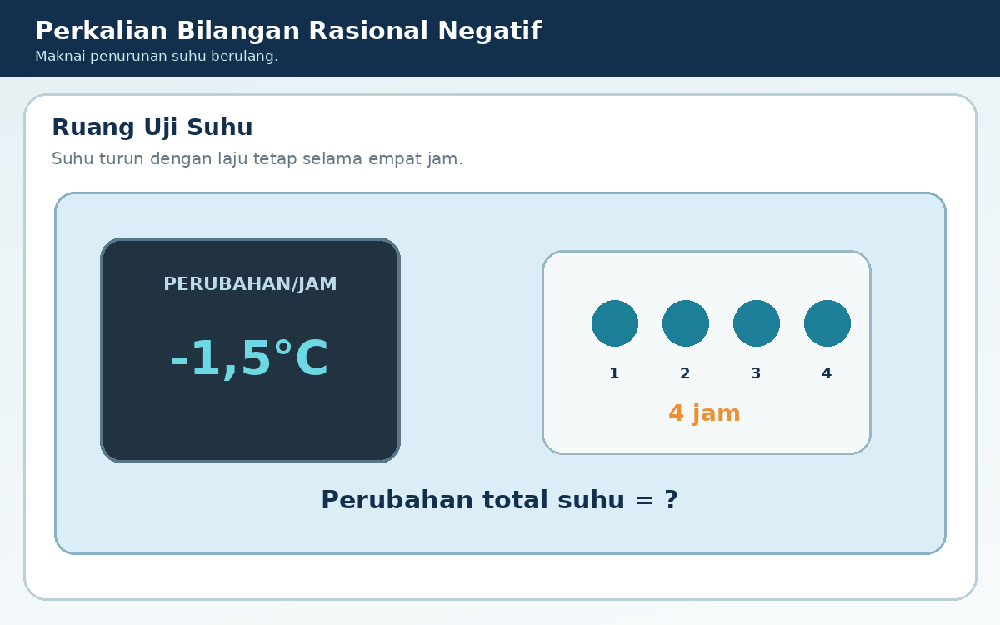 Perkalian Bilangan Rasional Negatif
Maknai penurunan suhu berulang.
Ruang Uji Suhu
Suhu turun dengan laju tetap selama empat jam.
PERUBAHAN/JAM
-1,5°C
1 2 3 4
4 jam
Perubahan total suhu = ?